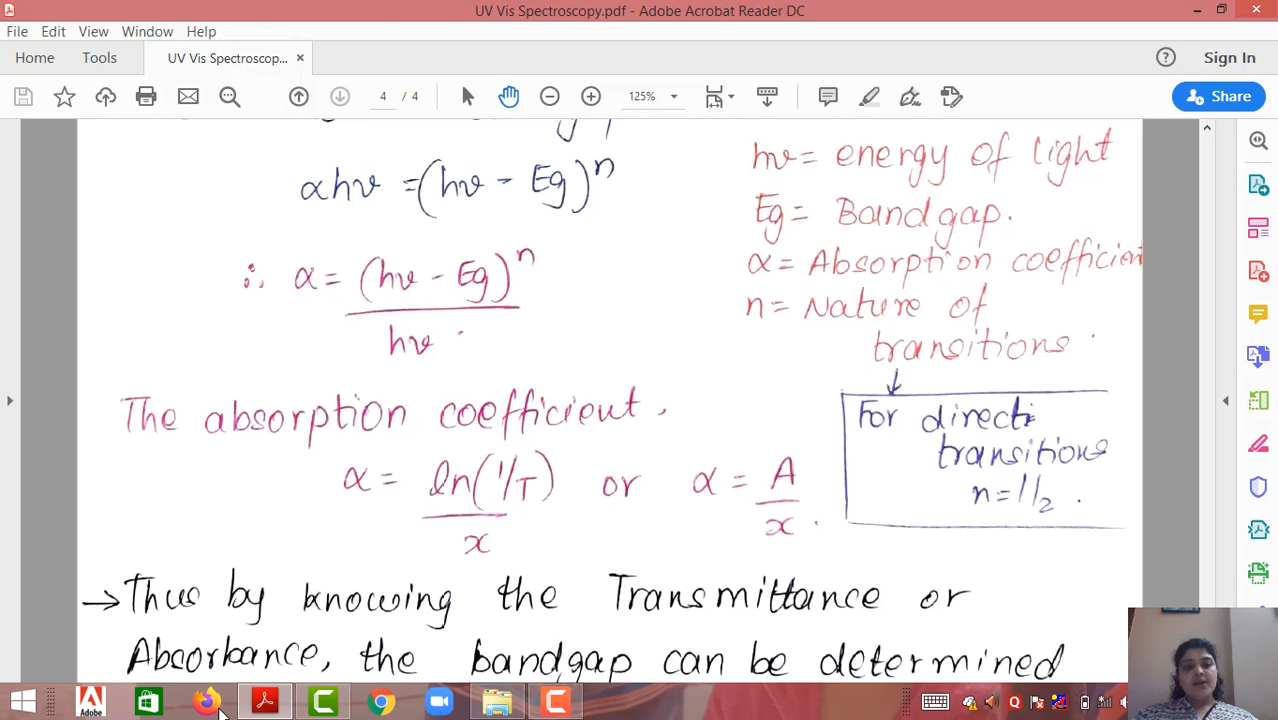 UV Vis Spectroscopy.pdf - Adobe Acrobat Reader DC
File Edit View Window Help
Home Tools UV Vis Spectroscop... ×
Sign In
4 / 4
125%
Share
αhν = (hν - Eg)^n
∴ α = (hν - Eg)^n
hν
hν = energy of light
Eg = Bandgap.
α = Absorption coefficient
n = Nature of
transitions.
The absorption coefficient.
For direct
transitions
n = 1/2.
α = ln(1/T) or α = A
x x.
→ Thus by knowing the Transmittance or
Absorbance, the bandgap can be determined
Adobe